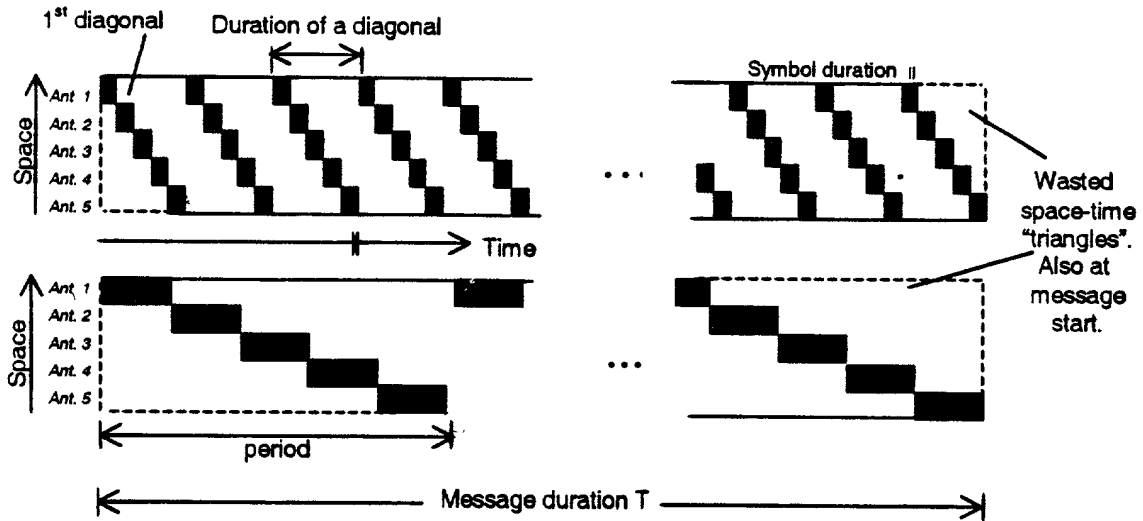 1st diagonal
Duration of a diagonal
Symbol duration
Ant 1
Ant. 2
Ant. 3
Ant. 4
Ant. 5
Space
...
Wasted
space-time
“triangles”.
Also at
message
start.
Time
Ant. 1
Ant. 2
Ant. 3
Ant. 4
Ant. 5
Space
...
period
Message duration T